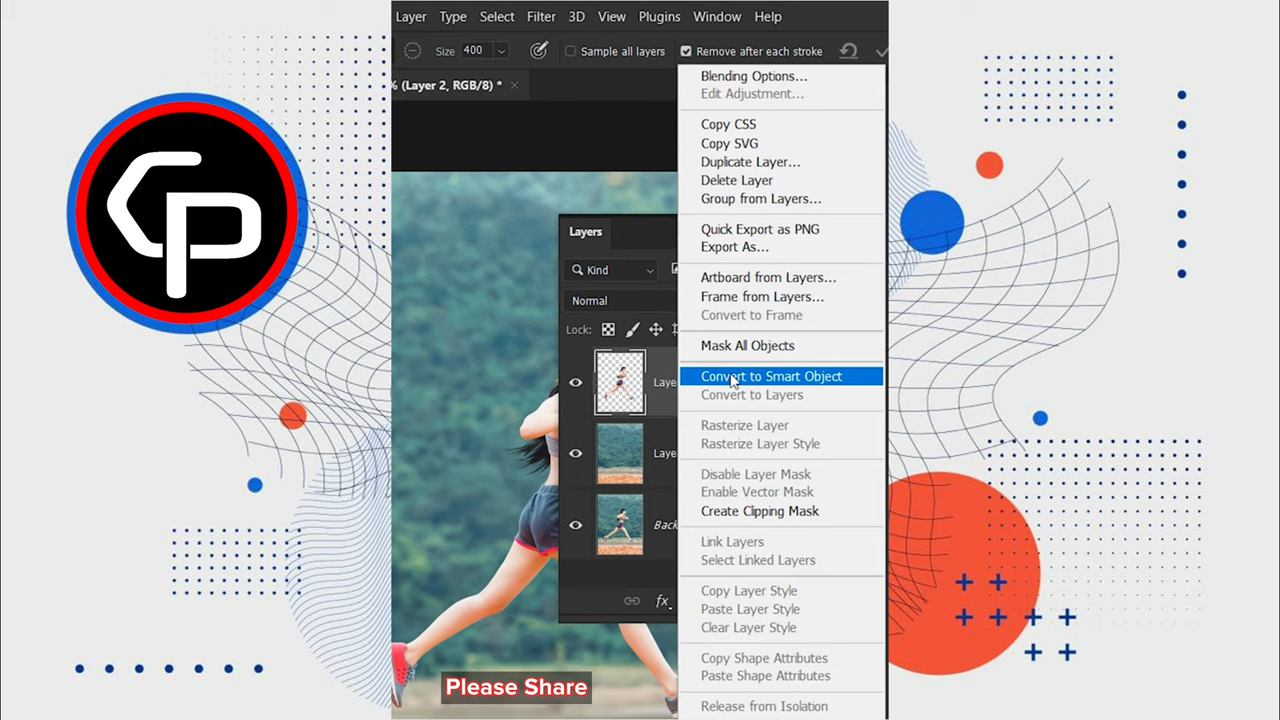 CP
Layer Type Select Filter 3D View Plugins Window Help
Size 400 Sample all layers Remove after each stroke
% (Layer 2, RGB/8) *
Layers
Kind
Normal
Lock:
Laye
Laye
Back
fx
Blending Options...
Edit Adjustment...
Copy CSS
Copy SVG
Duplicate Layer...
Delete Layer
Group from Layers...
Quick Export as PNG
Export As...
Artboard from Layers...
Frame from Layers...
Convert to Frame
Mask All Objects
Convert to Smart Object
Convert to Layers
Rasterize Layer
Rasterize Layer Style
Disable Layer Mask
Enable Vector Mask
Create Clipping Mask
Link Layers
Select Linked Layers
Copy Layer Style
Paste Layer Style
Clear Layer Style
Copy Shape Attributes
Paste Shape Attributes
Release from Isolation
Please Share